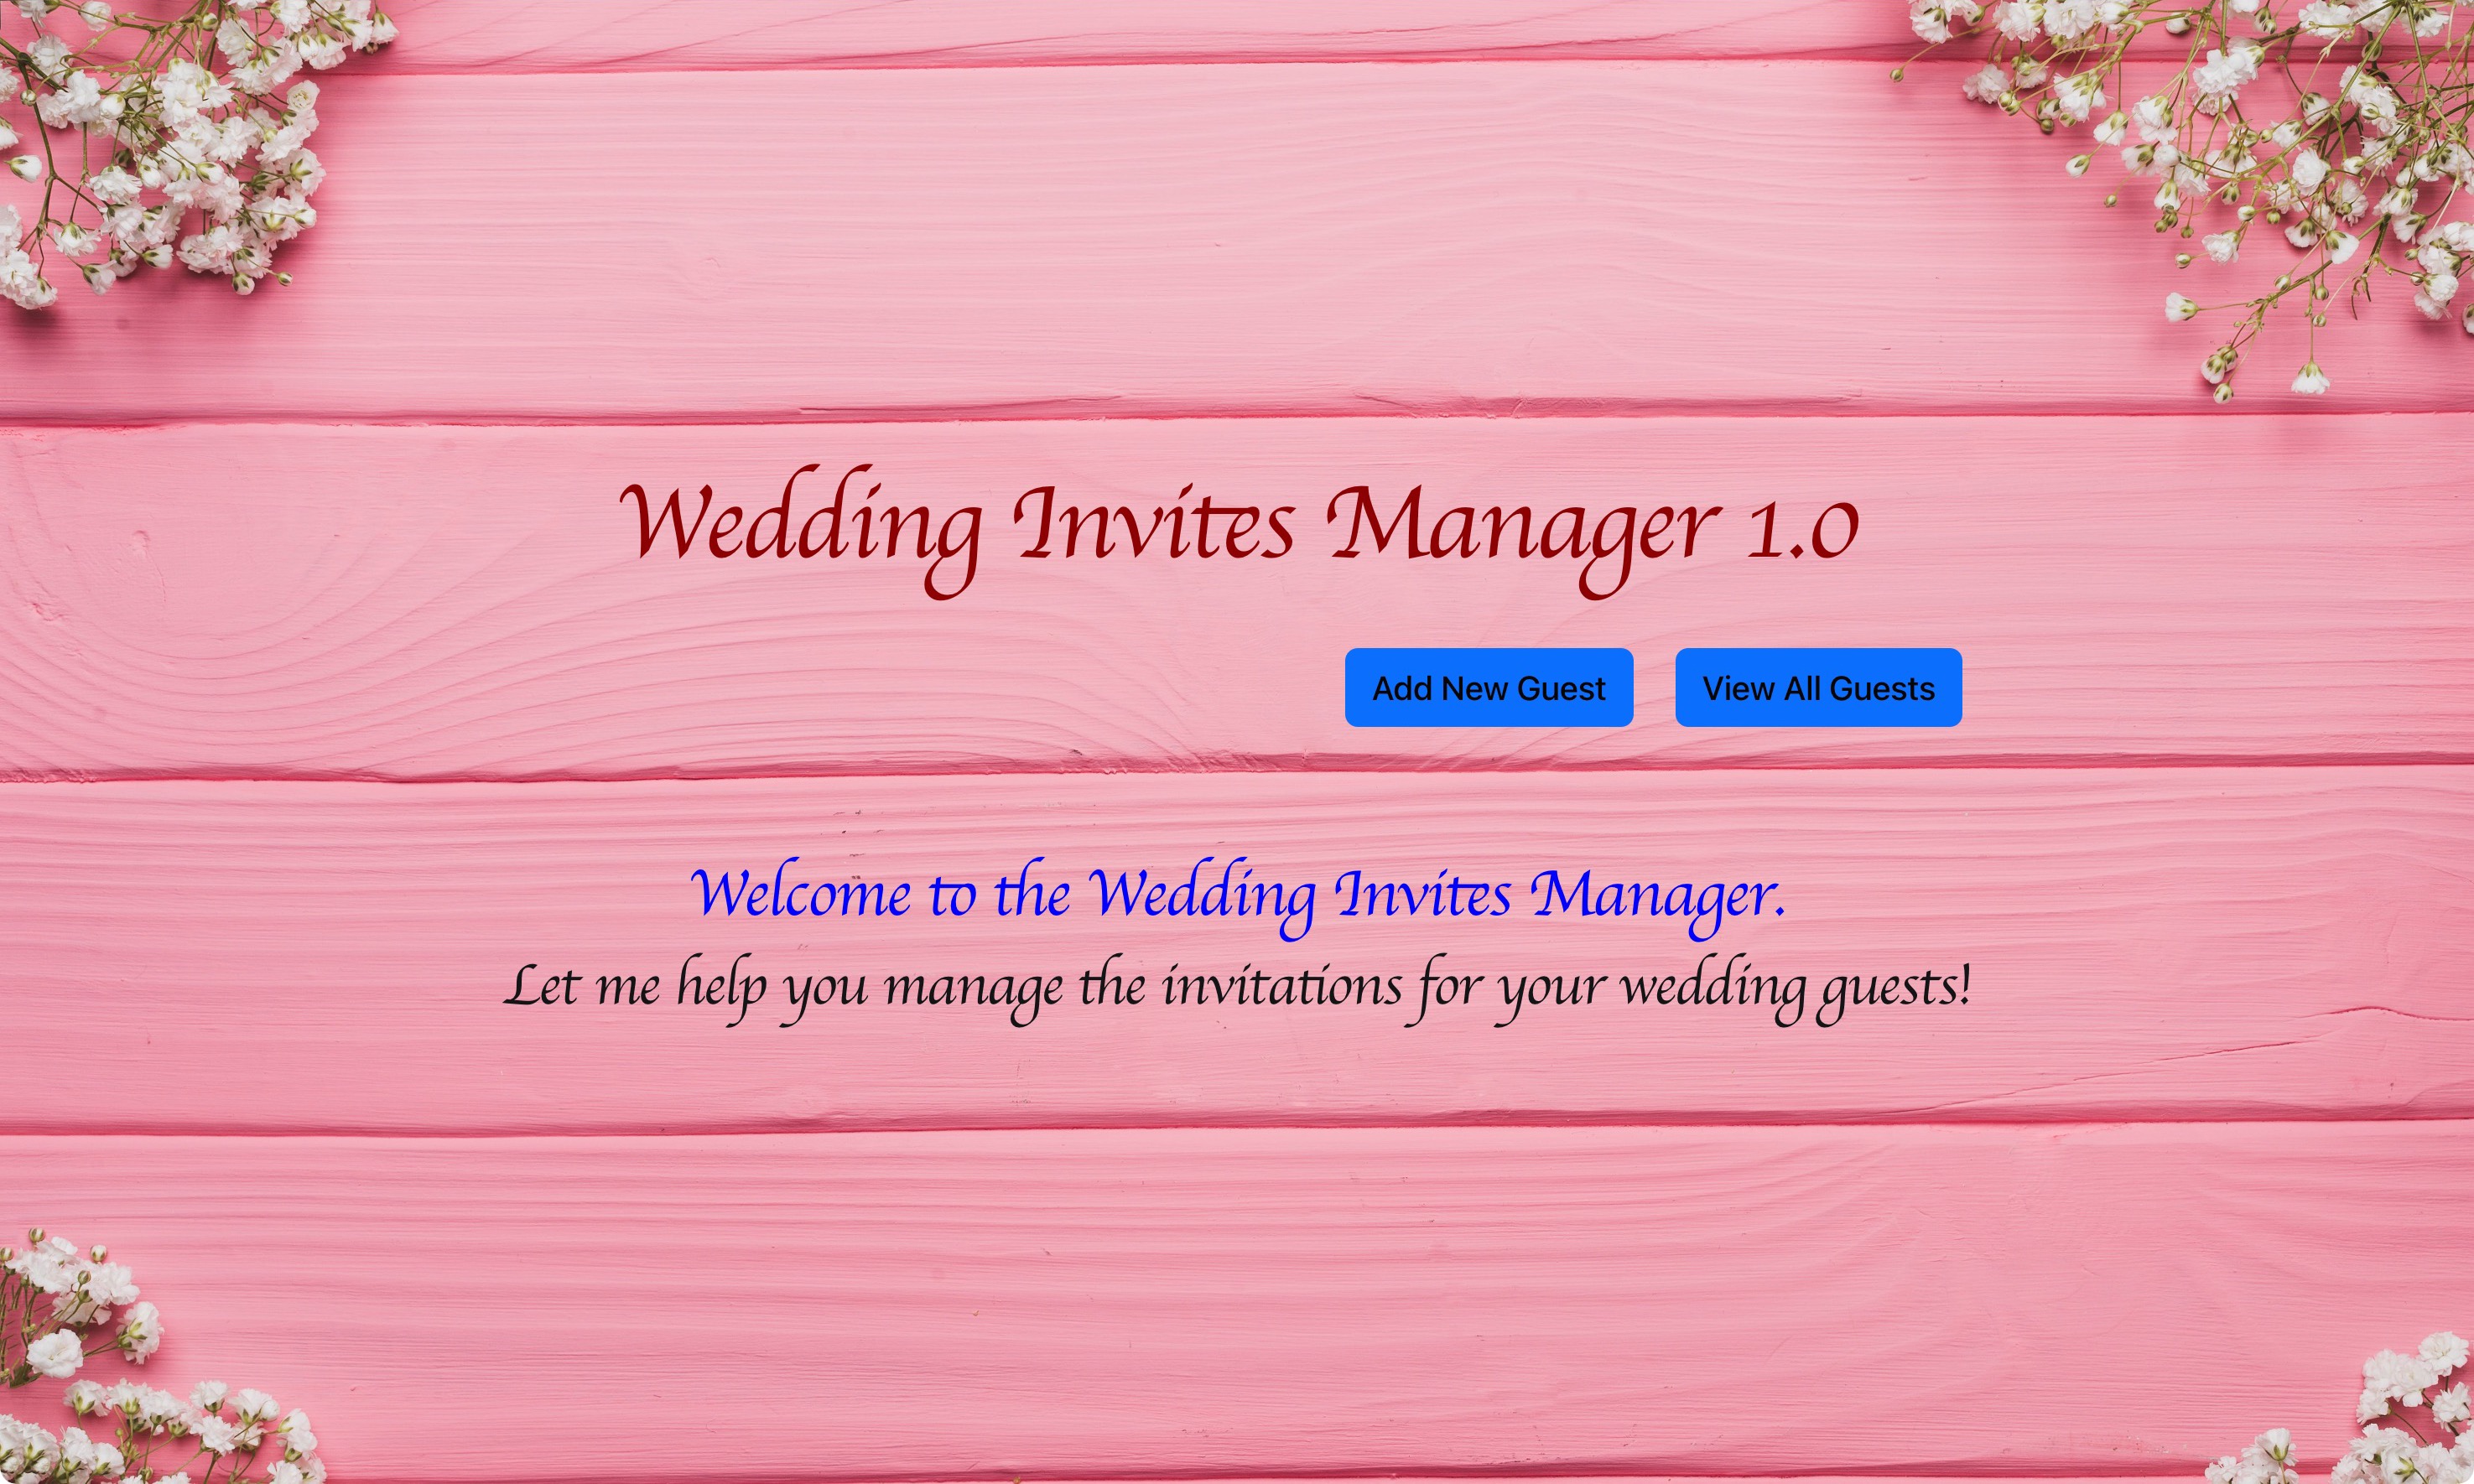 Wedding Invites Manager 1.0
Add New Guest View All Guests
Welcome to the Wedding Invites Manager.
Let me help you manage the invitations for your wedding guests!